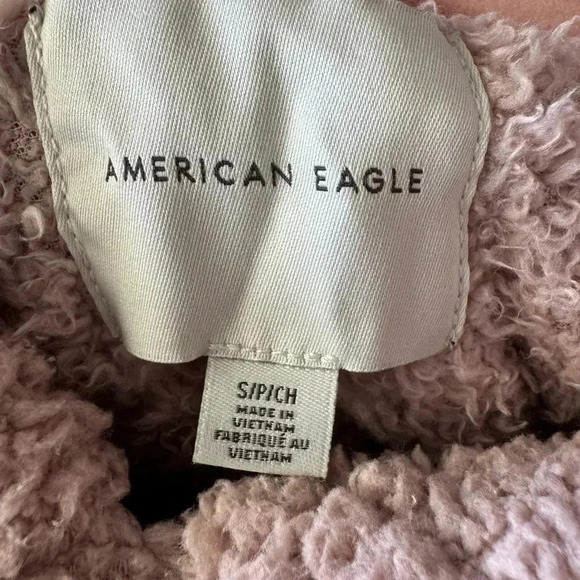 AMERICAN EAGLE
S/P/CH
MADE IN
VIETNAM
FABRIQUÉ AU
VIETNAM